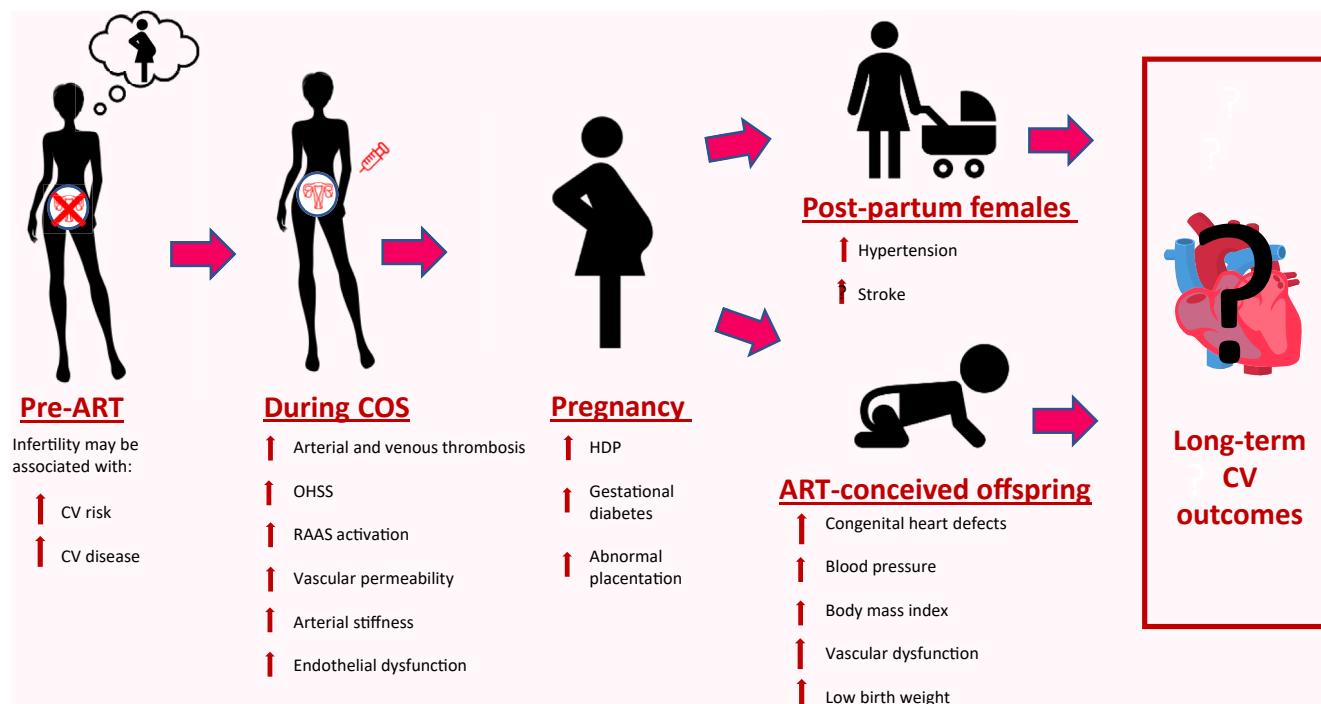 Pre-ART
Infertility may be
associated with:
CV risk
CV disease
During COS
Arterial and venous thrombosis
OHSS
RAAS activation
Vascular permeability
Arterial stiffness
Endothelial dysfunction
Pregnancy
HDP
Gestational
diabetes
Abnormal
placentation
Post-partum females
Hypertension
?
Stroke
ART-conceived offspring
Congenital heart defects
Blood pressure
Body mass index
Vascular dysfunction
Low birth weight
?
?
?
Long-term
CV
?
outcomes